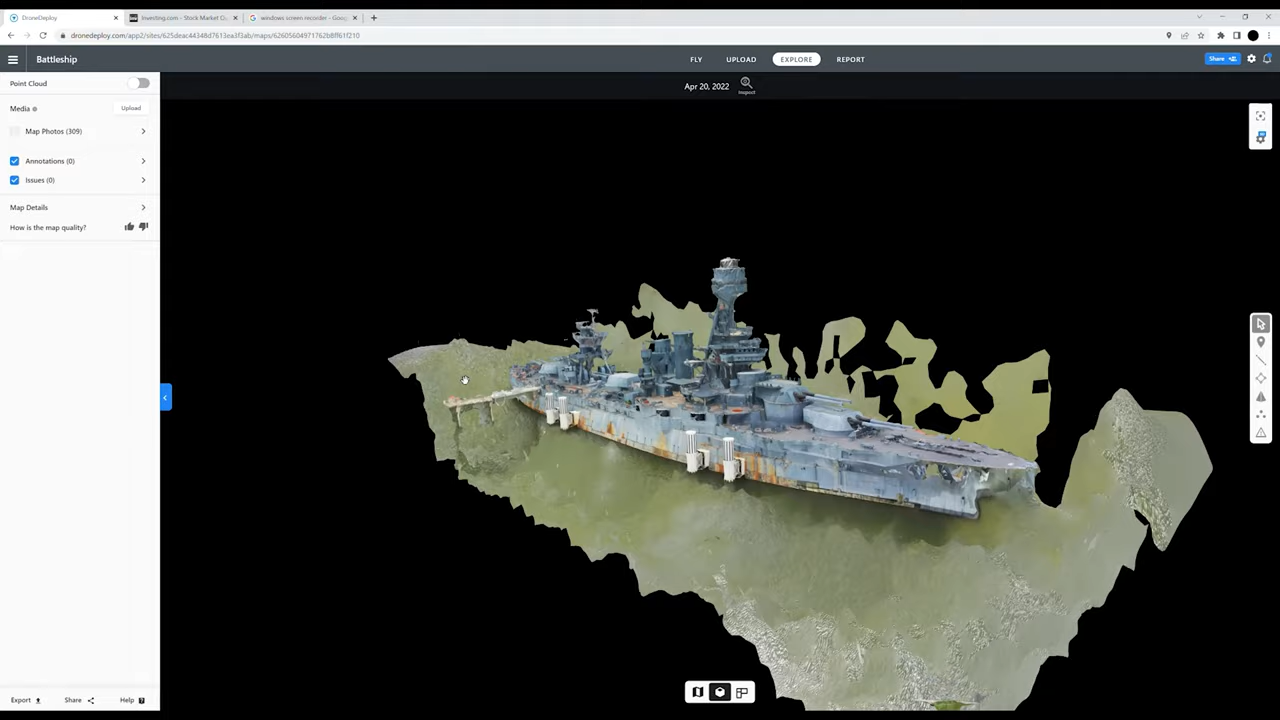 DroneDeploy
Investing.com - Stock Market Q
windows screen recorder - Goog
dronedeploy.com/app2/sites/625deac44348d7613ea3f3ab/maps/62605604971762b8ff61f210
Battleship
FLY
UPLOAD
EXPLORE
REPORT
Share
Point Cloud
Apr 20, 2022
Inspect
Media
Upload
Map Photos (309)
Annotations (0)
Issues (0)
Map Details
How is the map quality?
Export
Share
Help